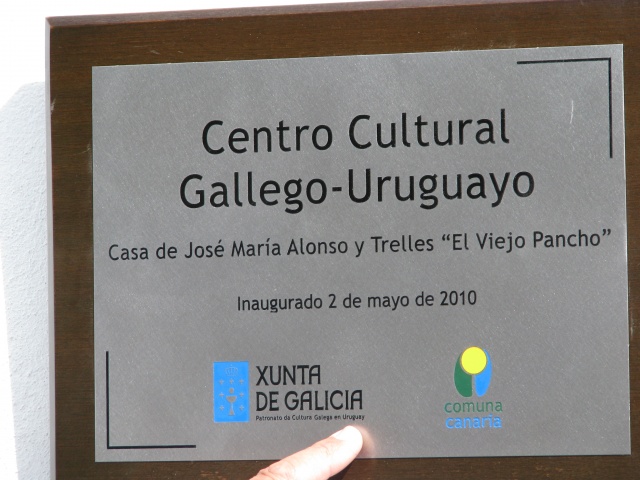 Centro Cultural
Gallego-Uruguayo
Casa de José María Alonso y Trelles “El Viejo Pancho”
Inaugurado 2 de mayo de 2010
XUNTA
DE GALICIA
Patronato da Cultura Galega en Uruguay
comuna
canaria